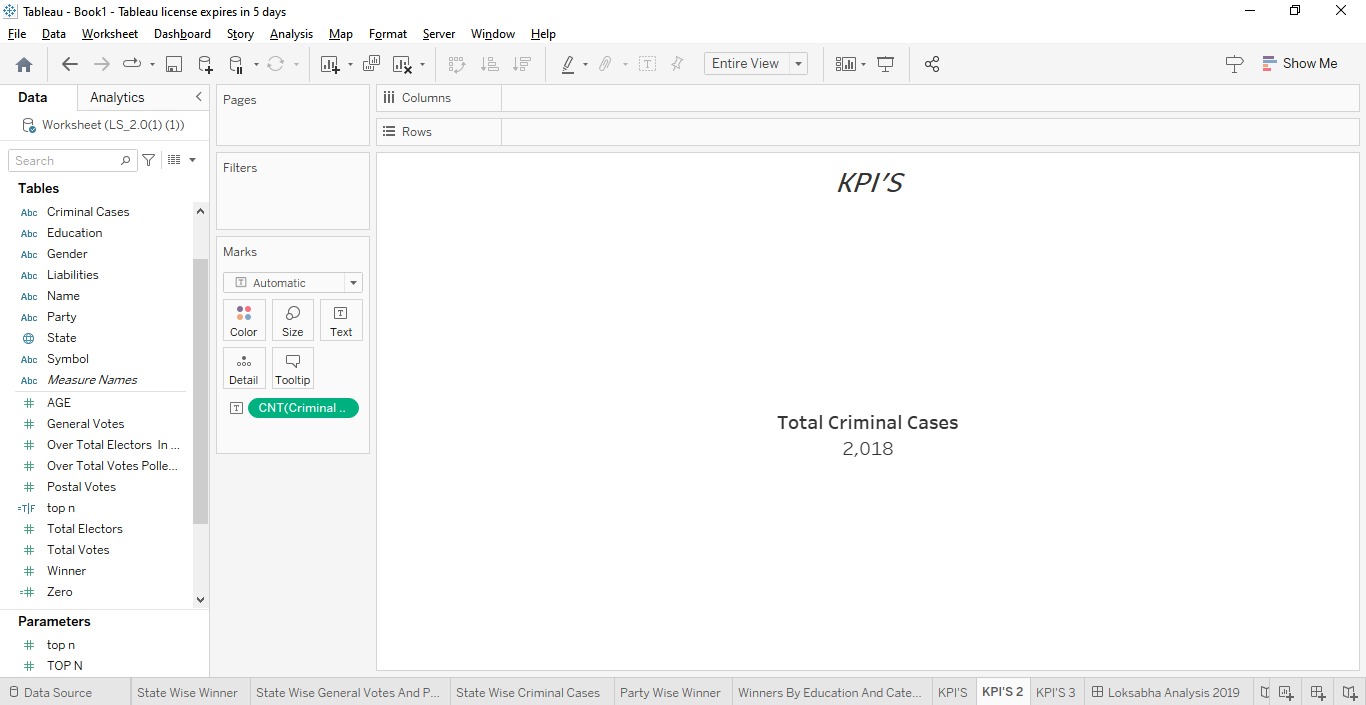 Tableau - Book1 - Tableau license expires in 5 days
File Data Worksheet Dashboard Story Analysis Map Format Server Window Help
Entire View
Show Me
Data Analytics
Worksheet (LS_2.0(1) (1))
Search
Tables
Abc Criminal Cases
Abc Education
Abc Gender
Abc Liabilities
Abc Name
Abc Party
State
Abc Symbol
Abc Measure Names
# AGE
# General Votes
# Over Total Electors In ...
# Over Total Votes Polle...
# Postal Votes
=T|F top n
# Total Electors
# Total Votes
# Winner
=# Zero
Parameters
# top n
# TOP N
Pages
Filters
Marks
T Automatic
Color Size Text
Detail Tooltip
T CNT(Criminal ..
Columns
Rows
KPI'S
Total Criminal Cases
2,018
Data Source State Wise Winner State Wise General Votes And P... State Wise Criminal Cases Party Wise Winner Winners By Education And Cate... KPI'S KPI'S 2 KPI'S 3 Loksabha Analysis 2019